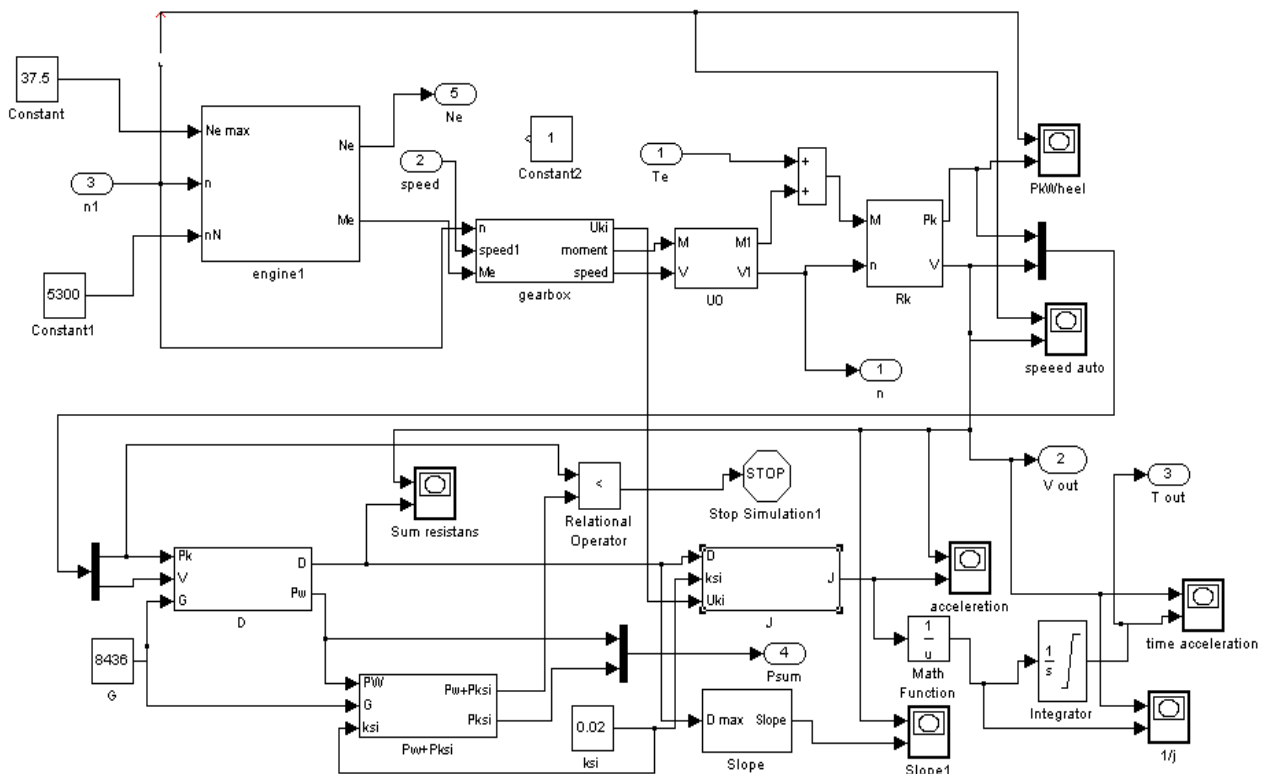 37.5
Constant
Ne max
n
nN
Ne
Me
engine1
3
n1
5300
Constant1
5
Ne
2
speed
1
Constant2
n
speed1
Me
Uki
moment
speed
gearbox
1
Te
+
+
M
V
M1
V1
U0
M
n
Pk
V
Rk
PkWheel
speeed auto
1
n
2
V out
3
T out
Sum resistans
<
Relational
Operator
STOP
Stop Simulation1
Pk
V
G
D
Pw
D
8436
G
PW
G
ksi
Pw+Pksi
Pksi
Pw+Pksi
4
Psum
0.02
ksi
D
ksi
Uki
J
J
D max
Slope
Slope
Slope1
acceleretion
1
u
Math
Function
1
s
Integrator
time acceleration
1/j